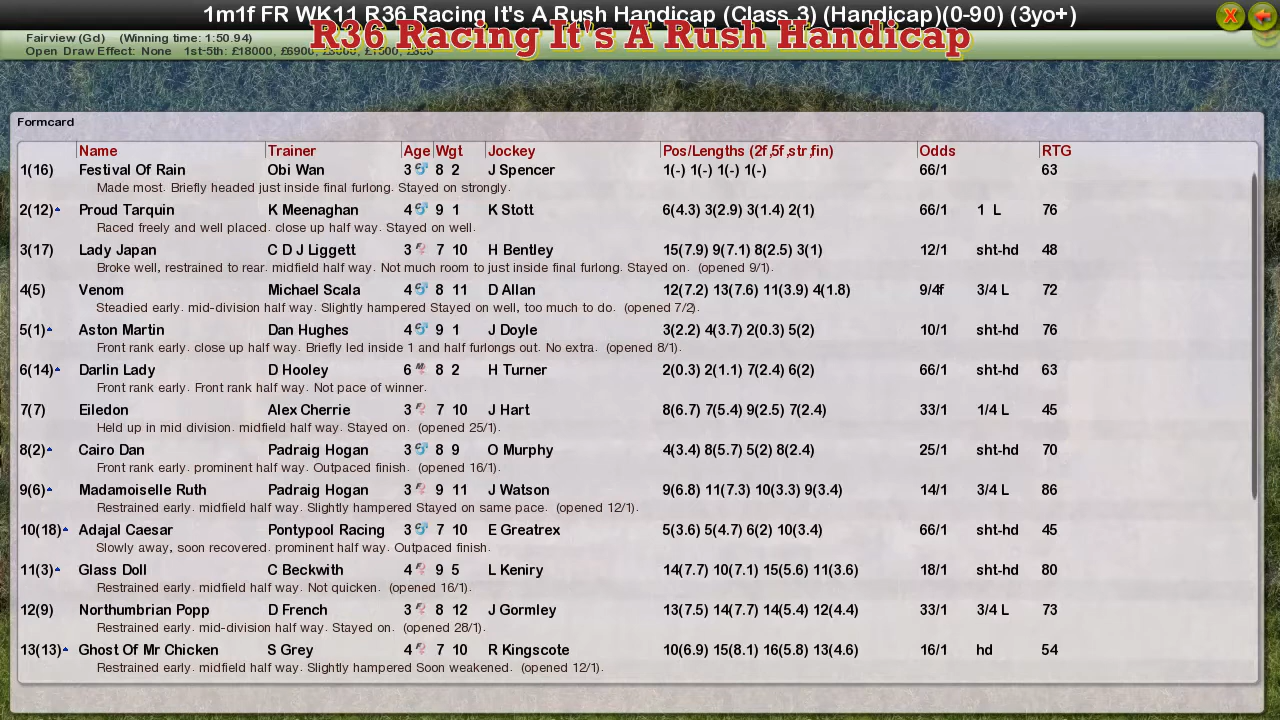 1m1f FR WK11 R36 Racing It's A Rush Handicap (Class 3) (Handicap)(0-90) (3yo+)
R36 Racing It's A Rush Handicap
Fairview (Gd) (Winning time: 1:50.94)
Open Draw Effect: None 1st-5th: £18000, £6900,
Formcard
Name Trainer Age Wgt Jockey Pos/Lengths (2f,5f,str,fin) Odds RTG
1(16) Festival Of Rain Obi Wan 3 8 2 J Spencer 1(-) 1(-) 1(-) 1(-) 66/1 63
Made most. Briefly headed just inside final furlong. Stayed on strongly.
2(12) Proud Tarquin K Meenaghan 4 9 1 K Stott 6(4.3) 3(2.9) 3(1.4) 2(1) 66/1 1 L 76
Raced freely and well placed. close up half way. Stayed on well.
3(17) Lady Japan C D J Liggett 3 7 10 H Bentley 15(7.9) 9(7.1) 8(2.5) 3(1) 12/1 sht-hd 48
Broke well, restrained to rear. midfield half way. Not much room to just inside final furlong. Stayed on. (opened 9/1).
4(5) Venom Michael Scala 4 8 11 D Allan 12(7.2) 13(7.6) 11(3.9) 4(1.8) 9/4f 3/4 L 72
Steadied early. mid-division half way. Slightly hampered Stayed on well, too much to do. (opened 7/2).
5(1) Aston Martin Dan Hughes 4 9 1 J Doyle 3(2.2) 4(3.7) 2(0.3) 5(2) 10/1 sht-hd 76
Front rank early. close up half way. Briefly led inside 1 and half furlongs out. No extra. (opened 8/1).
6(14) Darlin Lady D Hooley 6 8 2 H Turner 2(0.3) 2(1.1) 7(2.4) 6(2) 66/1 sht-hd 63
Front rank early. Front rank half way. Not pace of winner.
7(7) Eiledon Alex Cherrie 3 7 10 J Hart 8(6.7) 7(5.4) 9(2.5) 7(2.4) 33/1 1/4 L 45
Held up in mid division. midfield half way. Stayed on. (opened 25/1).
8(2) Cairo Dan Padraig Hogan 3 8 9 O Murphy 4(3.4) 8(5.7) 5(2) 8(2.4) 25/1 sht-hd 70
Front rank early. prominent half way. Outpaced finish. (opened 16/1).
9(6) Madamoiselle Ruth Padraig Hogan 3 9 11 J Watson 9(6.8) 11(7.3) 10(3.3) 9(3.4) 14/1 3/4 L 86
Restrained early. midfield half way. Slightly hampered Stayed on same pace. (opened 12/1).
10(18) Adajal Caesar Pontypool Racing 3 7 10 E Greatrex 5(3.6) 5(4.7) 6(2) 10(3.4) 66/1 sht-hd 45
Slowly away, soon recovered. prominent half way. Outpaced finish.
11(3) Glass Doll C Beckwith 4 9 5 L Keniry 14(7.7) 10(7.1) 15(5.6) 11(3.6) 18/1 sht-hd 80
Restrained early. midfield half way. Not quicken. (opened 16/1).
12(9) Northumbrian Popp D French 3 8 12 J Gormley 13(7.5) 14(7.7) 14(5.4) 12(4.4) 33/1 3/4 L 73
Restrained early. mid-division half way. Stayed on. (opened 28/1).
13(13) Ghost Of Mr Chicken S Grey 4 7 10 R Kingscote 10(6.9) 15(8.1) 16(5.8) 13(4.6) 16/1 hd 54
Restrained early. midfield half way. Slightly hampered Soon weakened. (opened 12/1).